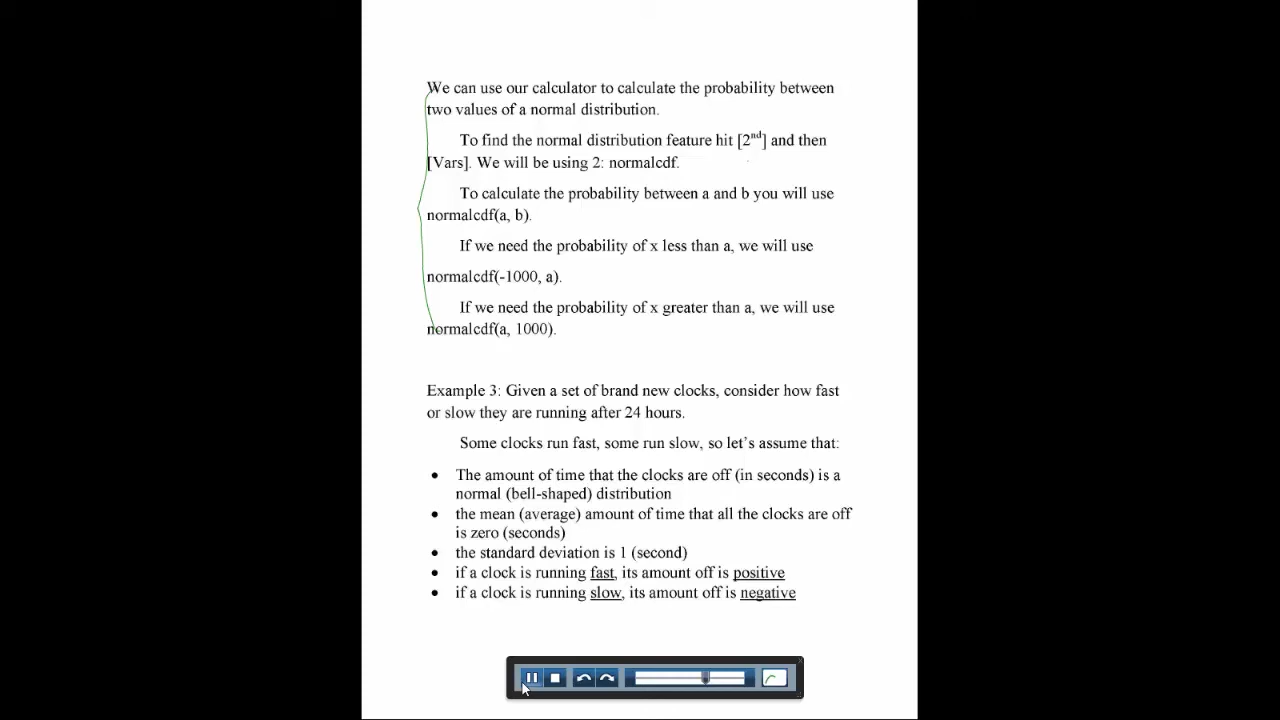 We can use our calculator to calculate the probability between
two values of a normal distribution.
To find the normal distribution feature hit [2nd] and then
[Vars]. We will be using 2: normalcdf.
To calculate the probability between a and b you will use
normalcdf(a, b).
If we need the probability of x less than a, we will use
normalcdf(-1000, a).
If we need the probability of x greater than a, we will use
normalcdf(a, 1000).
Example 3: Given a set of brand new clocks, consider how fast
or slow they are running after 24 hours.
Some clocks run fast, some run slow, so let’s assume that:
• The amount of time that the clocks are off (in seconds) is a
normal (bell-shaped) distribution
• the mean (average) amount of time that all the clocks are off
is zero (seconds)
• the standard deviation is 1 (second)
• if a clock is running fast, its amount off is positive
• if a clock is running slow, its amount off is negative